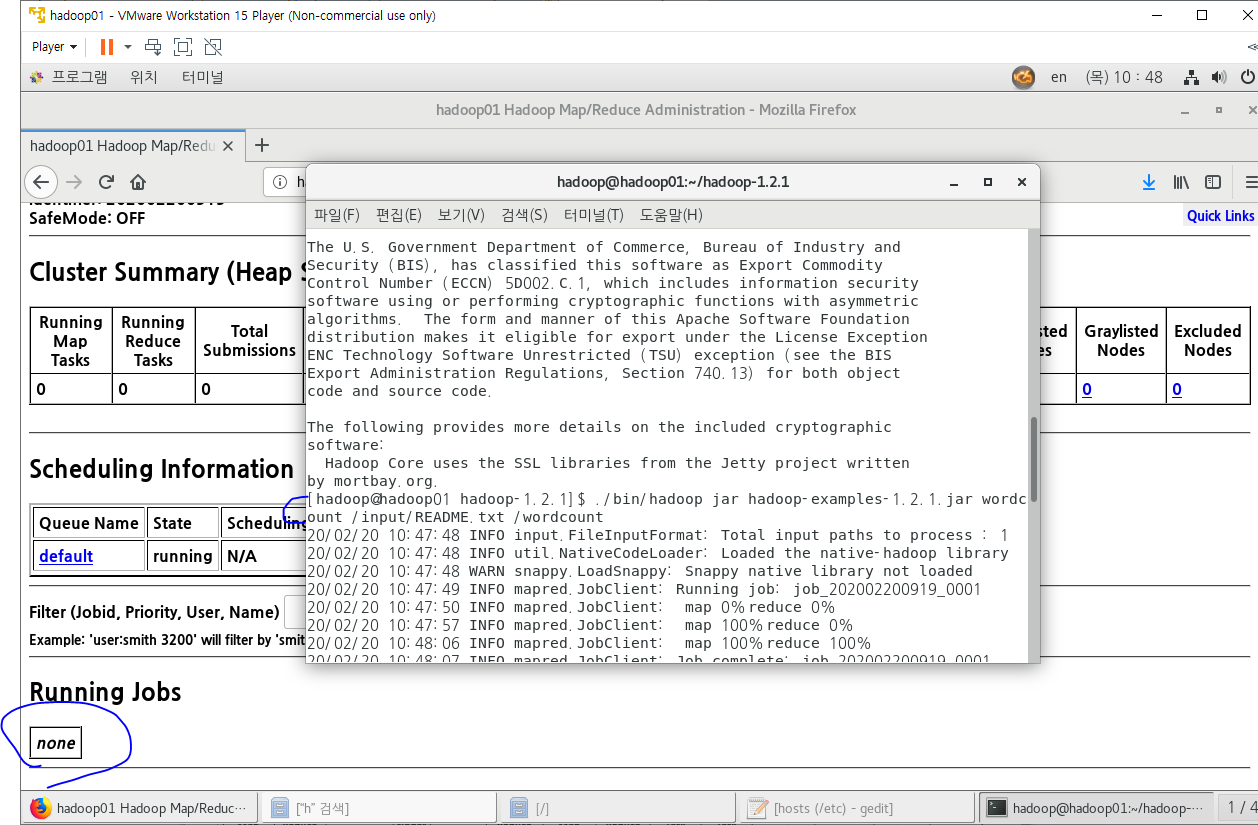 hadoop01 - VMware Workstation 15 Player (Non-commercial use only)
Player
프로그램 위치 터미널 en (목) 10 : 48
hadoop01 Hadoop Map/Reduce Administration - Mozilla Firefox
hadoop01 Hadoop Map/Redu
SafeMode: OFF
Quick Links
Cluster Summary (Heap
Running Map Tasks
Running Reduce Tasks
Total Submissions
Graylisted Nodes
Excluded Nodes
0 0 0 0 0
Scheduling Information
Queue Name State Scheduling
default running N/A
Filter (Jobid, Priority, User, Name)
Example: 'user:smith 3200' will filter by 'smit
Running Jobs
none
hadoop@hadoop01:~/hadoop-1.2.1
파일(F) 편집(E) 보기(V) 검색(S) 터미널(T) 도움말(H)
The U.S. Government Department of Commerce, Bureau of Industry and
Security (BIS), has classified this software as Export Commodity
Control Number (ECCN) 5D002.C.1, which includes information security
software using or performing cryptographic functions with asymmetric
algorithms. The form and manner of this Apache Software Foundation
distribution makes it eligible for export under the License Exception
ENC Technology Software Unrestricted (TSU) exception (see the BIS
Export Administration Regulations, Section 740.13) for both object
code and source code.
The following provides more details on the included cryptographic
software:
Hadoop Core uses the SSL libraries from the Jetty project written
by mortbay.org.
[hadoop@hadoop01 hadoop-1.2.1]$ ./bin/hadoop jar hadoop-examples-1.2.1.jar wordc
ount /input/README.txt /wordcount
20/02/20 10:47:48 INFO input.FileInputFormat: Total input paths to process : 1
20/02/20 10:47:48 INFO util.NativeCodeLoader: Loaded the native-hadoop library
20/02/20 10:47:48 WARN snappy.LoadSnappy: Snappy native library not loaded
20/02/20 10:47:49 INFO mapred.JobClient: Running job: job_202002200919_0001
20/02/20 10:47:50 INFO mapred.JobClient: map 0% reduce 0%
20/02/20 10:47:57 INFO mapred.JobClient: map 100% reduce 0%
20/02/20 10:48:06 INFO mapred.JobClient: map 100% reduce 100%
20/02/20 10:48:07 INFO mapred.JobClient: Job complete: job_202002200919_0001
hadoop01 Hadoop Map/Reduc··· ["h" 검색] [/] [hosts (/etc) - gedit] hadoop@hadoop01:~/hadoop-··· 1 / 4